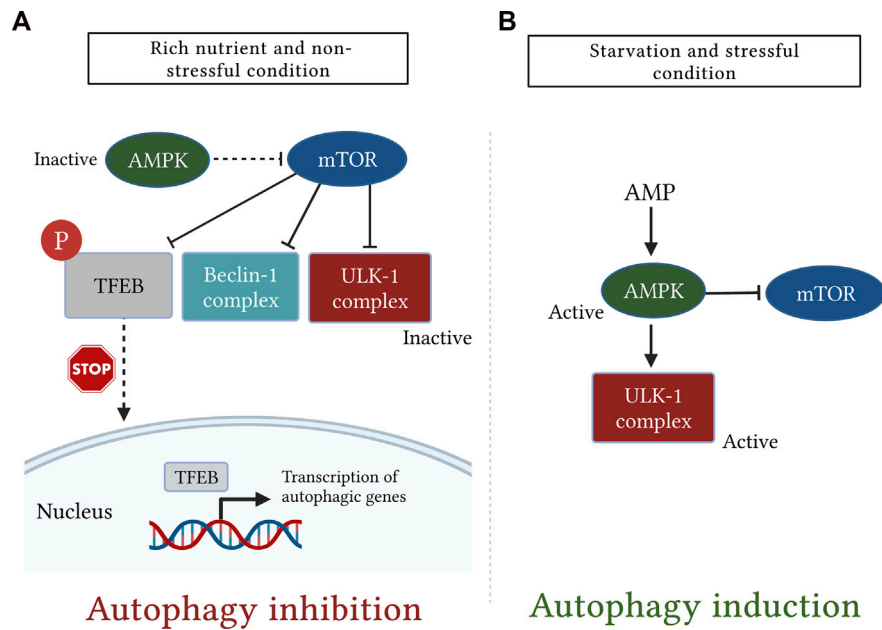 A
Rich nutrient and non-
stressful condition
Inactive
AMPK
mTOR
P
TFEB
Beclin-1
complex
ULK-1
complex
Inactive
STOP
Nucleus
TFEB
Transcription of
autophagic genes
Autophagy inhibition
B
Starvation and stressful
condition
AMP
Active
AMPK
mTOR
ULK-1
complex
Active
Autophagy induction